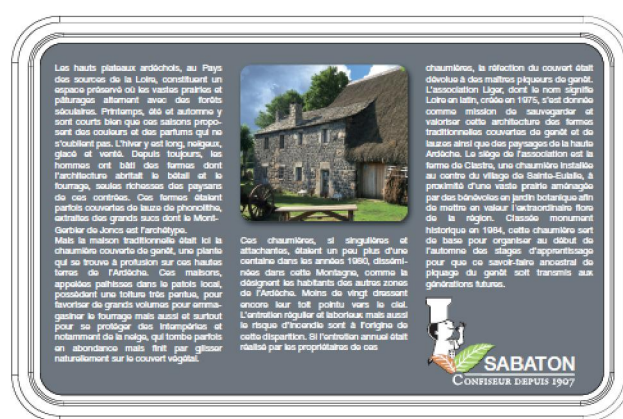 Les hauts plateaux ardéchois, au Pays
des sources de la Loire, constituent un
espace préservé où les vastes prairies et
pâturages alternent avec des forêts
séculaires. Printemps, été et automne y
sont courts bien que ces saisons propo-
sent des couleurs et des parfums qui ne
s'oublient pas. L'hiver y est long, neigeux,
glacé et venté. Depuis toujours, les
hommes ont bâti des fermes dont
l'architecture abritait le bétail et le
fourrage, seules richesses des paysans
de ces contrées. Ces fermes étaient
parfois couvertes de lauze de phonolithe,
extraites des grands sucs dont le Mont-
Gerbier de Joncs est l'archétype.
Mais la maison traditionnelle était ici la
chaumière couverte de genêt, une plante
qui se trouve à profusion sur ces hautes
terres de l'Ardèche. Ces maisons,
appelées palhisses dans le patois local,
possèdent une toiture très pentue, pour
favoriser de grands volumes pour emma-
gasiner le fourrage mais aussi et surtout
pour se protéger des intempéries et
notamment de la neige, qui tombe parfois
en abondance mais finit par glisser
naturellement sur le couvert végétal.
Ces chaumières, si singulières et
attachantes, étaient un peu plus d'une
centaine dans les années 1980, dissémi-
nées dans cette Montagne, comme la
désignent les habitants des autres zones
de l'Ardèche. Moins de vingt dressent
encore leur toit pointu vers le ciel.
L'entretien régulier et laborieux mais aussi
le risque d'incendie sont à l'origine de
cette disparition. Si l'entretien annuel était
réalisé par les propriétaires de ces
chaumières, la réfection du couvert était
dévolue à des maîtres piqueurs de genêt.
L'association Liger, dont le nom signifie
Loire en latin, créée en 1975, s'est donnée
comme mission de sauvegarder et
valoriser cette architecture des fermes
traditionnelles couvertes de genêt et de
lauzes ainsi que des paysages de la haute
Ardèche. Le siège de l'association est la
ferme de Clastre, une chaumière installée
au centre du village de Sainte-Eulalie, à
proximité d'une vaste prairie aménagée
par des bénévoles en jardin botanique afin
de mettre en valeur l'extraordinaire flore
de la région. Classée monument
historique en 1984, cette chaumière sert
de base pour organiser au début de
l'automne des stages d'apprentissage
pour que ce savoir-faire ancestral de
piquage du genêt soit transmis aux
générations futures.
SABATON
CONFISEUR DEPUIS 1907